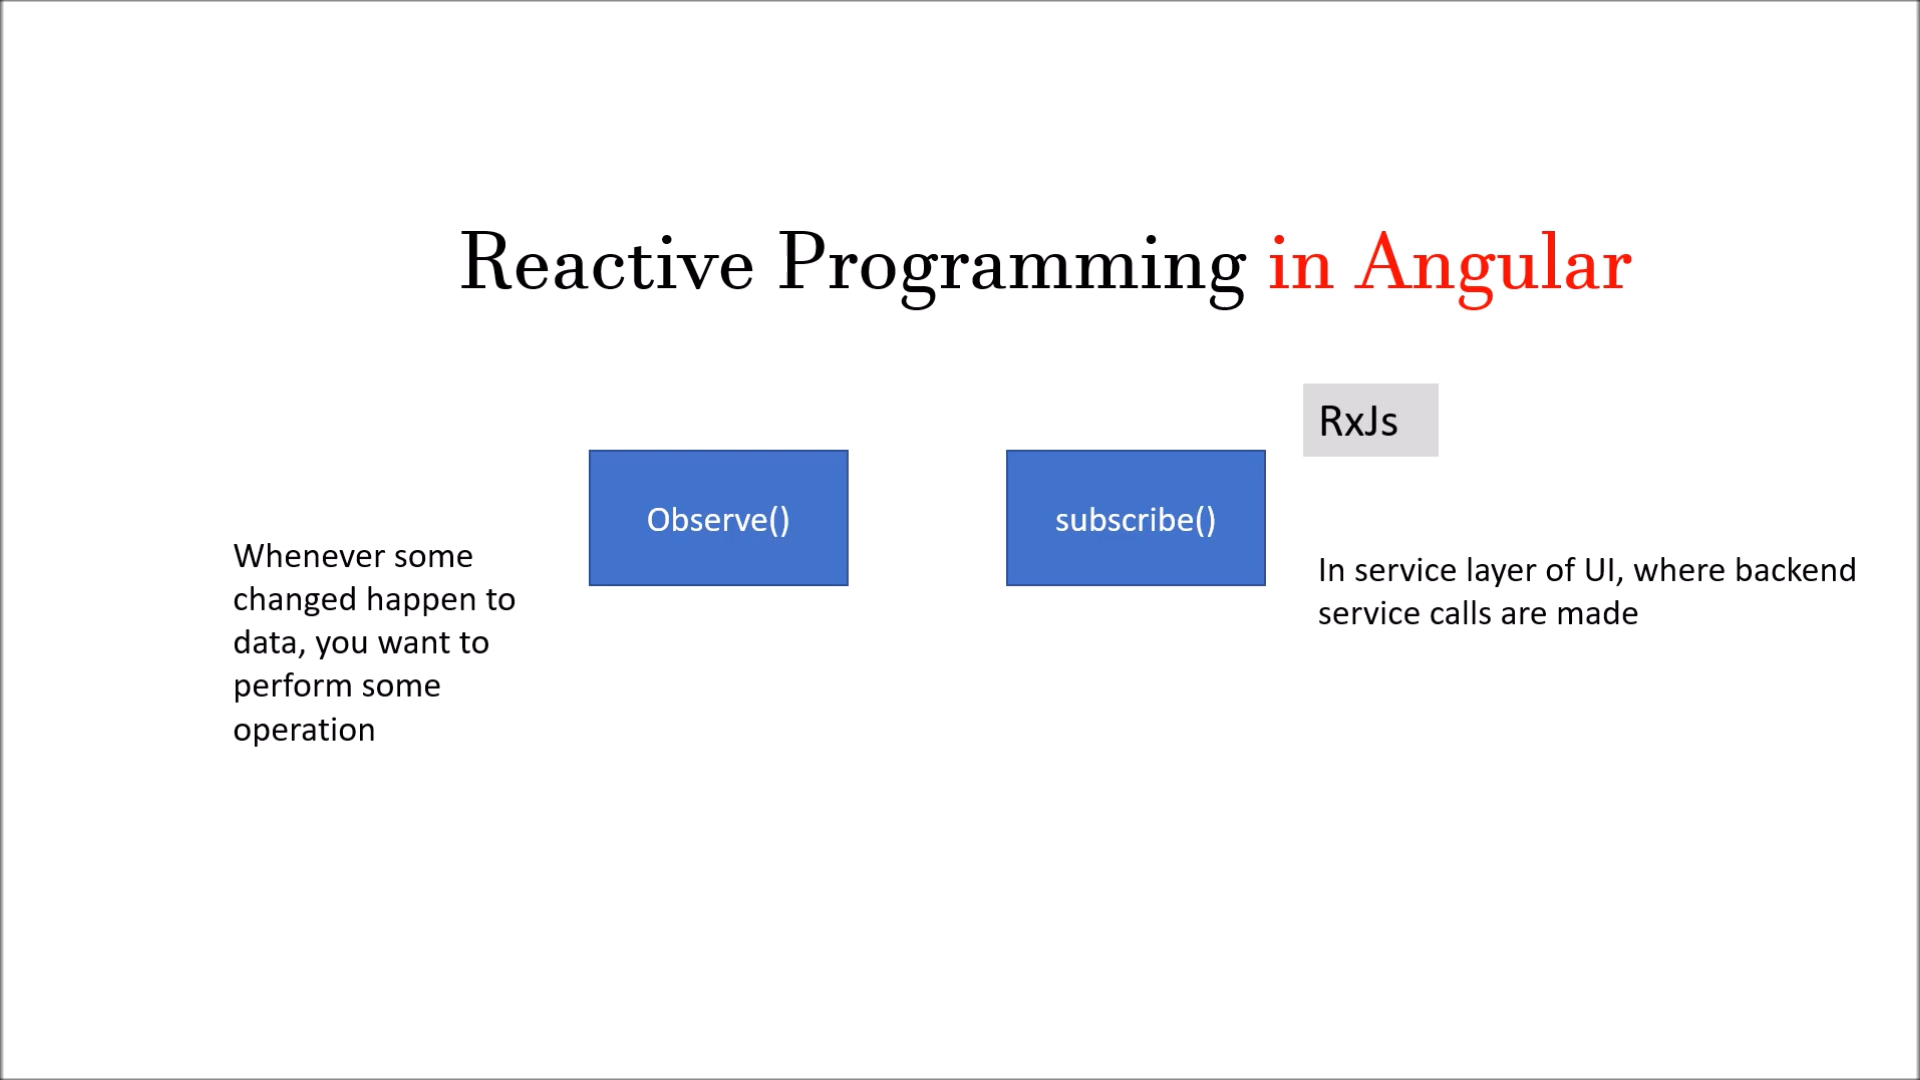 Reactive Programming in Angular
RxJs
Observe()
subscribe()
Whenever some
changed happen to
data, you want to
perform some
operation
In service layer of UI, where backend
service calls are made